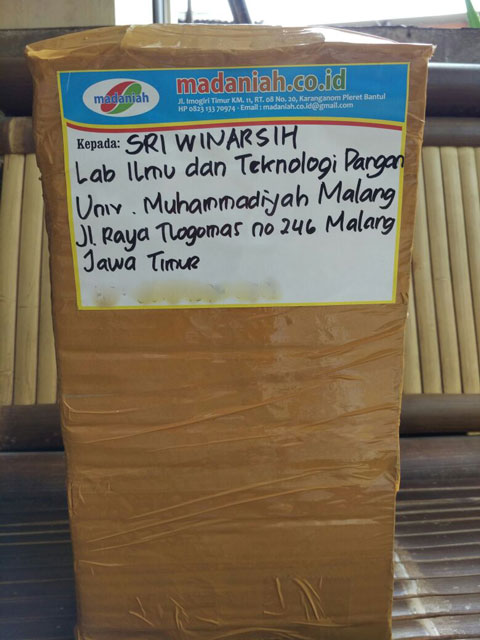 madaniah
madaniah.co.id
Jl. Imogiri Timur KM. 11, RT. 08 No. 20, Karanganom Pleret Bantul
HP 0823 133 70974 - Email : madaniah.co.id@gmail.com
Kepada: SRI WINARSIH
Lab Ilmu dan Teknologi Pangan
Univ. Muhammadiyah Malang
Jl. Raya Tlogomas no 246 Malang
Jawa Timur